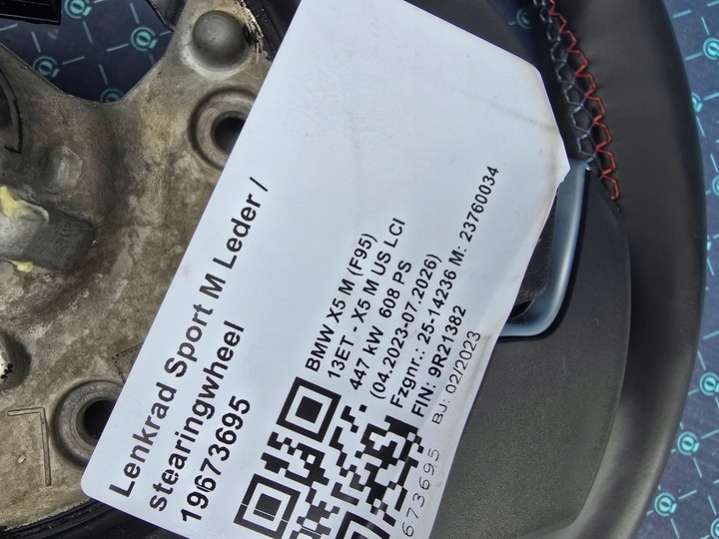 Lenkrad Sport M Leder /
stearingwheel
19673695
BMW X5 M (F95)
13ET - X5 M US LCI
447 kW 608 PS
(04.2023-07.2026)
Fzgnr.: 25-14236 M: 23760034
FIN: 9R21382
BJ: 02/2023
673695